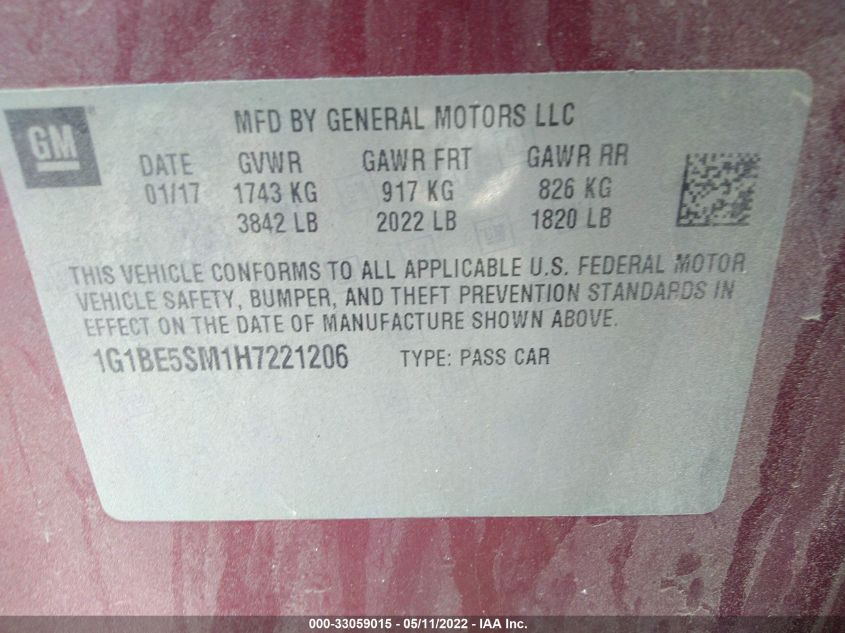 GM
MFD BY GENERAL MOTORS LLC
DATE GVWR GAWR FRT GAWR RR
01/17 1743 KG 917 KG 826 KG
3842 LB 2022 LB 1820 LB
THIS VEHICLE CONFORMS TO ALL APPLICABLE U.S. FEDERAL MOTOR
VEHICLE SAFETY, BUMPER, AND THEFT PREVENTION STANDARDS IN
EFFECT ON THE DATE OF MANUFACTURE SHOWN ABOVE.
1G1BE5SM1H7221206 TYPE: PASS CAR
000-33059015 - 05/11/2022 - IAA Inc.